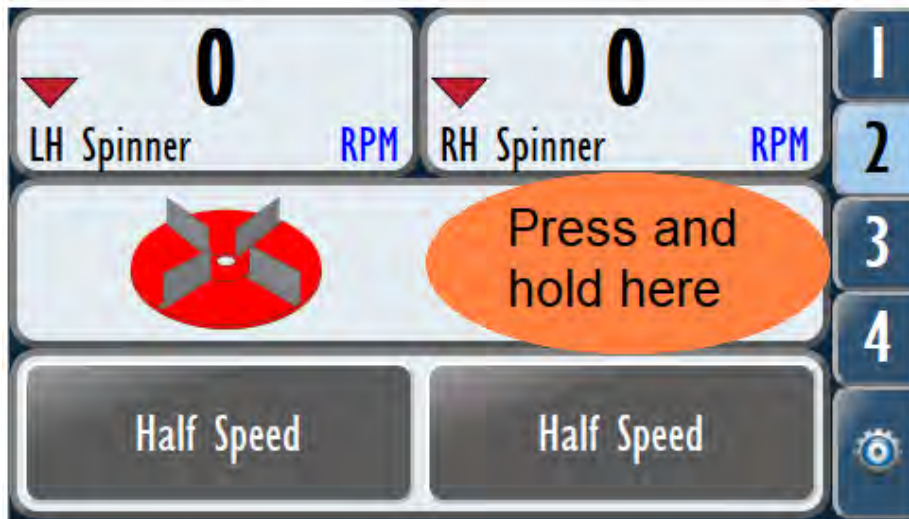 0
LH Spinner RPM
0
RH Spinner RPM
Press and
hold here
Half Speed
Half Speed
1
2
3
4